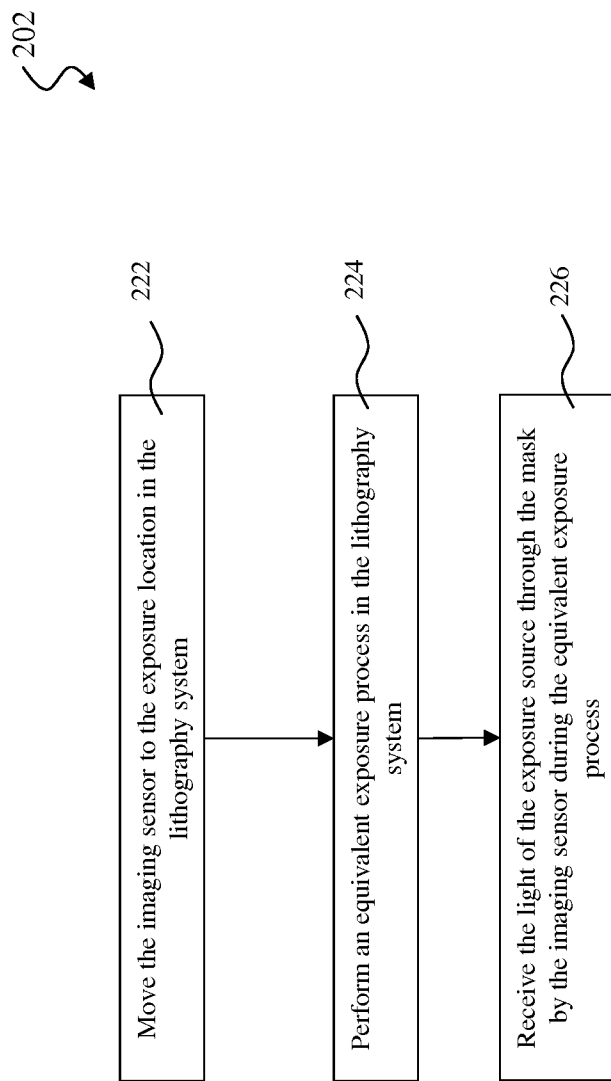 202
Move the imaging sensor to the exposure location in the
lithography system
222
Perform an equivalent exposure process in the lithography
system
224
Receive the light of the exposure source through the mask
by the imaging sensor during the equivalent exposure
process
226